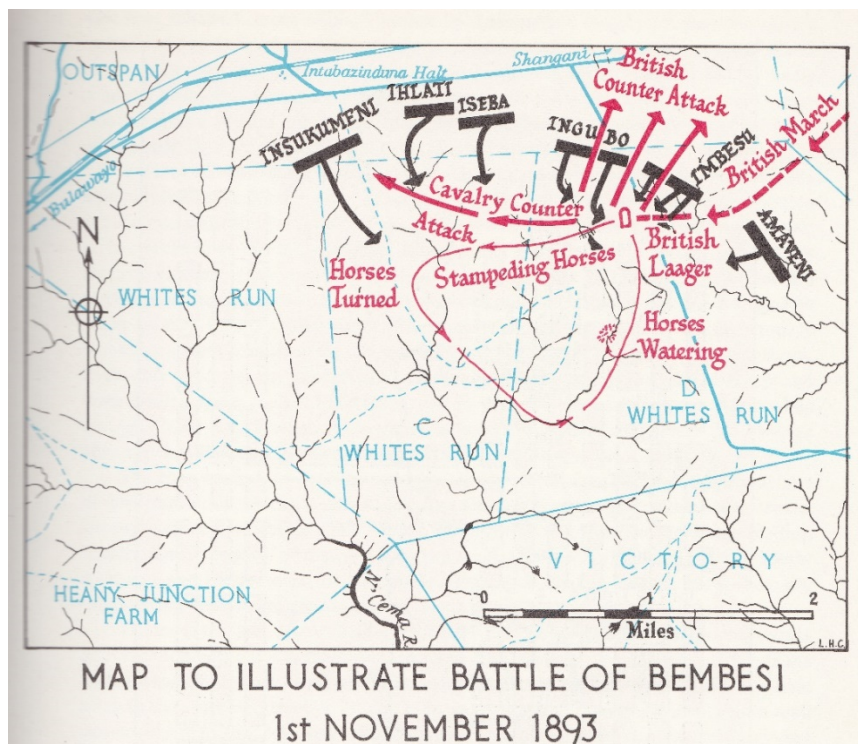 OUTSPAN
Intabazinduna Halt
Shangani
British
Counter Attack
INSUKUMENI
IHLATI
ISEBA
INGUBO
IMBESU
British March
AMAVENI
Bulawayo
N
Cavalry Counter
Attack
British
Laager
Horses
Turned
Stampeding Horses
WHITES RUN
Horses
Watering
D
WHITES RUN
C
WHITES RUN
VICTORY
HEANY JUNCTION
FARM
N. Cema R.
0 1 2
Miles
L.H.C.
MAP TO ILLUSTRATE BATTLE OF BEMBESI
1st NOVEMBER 1893